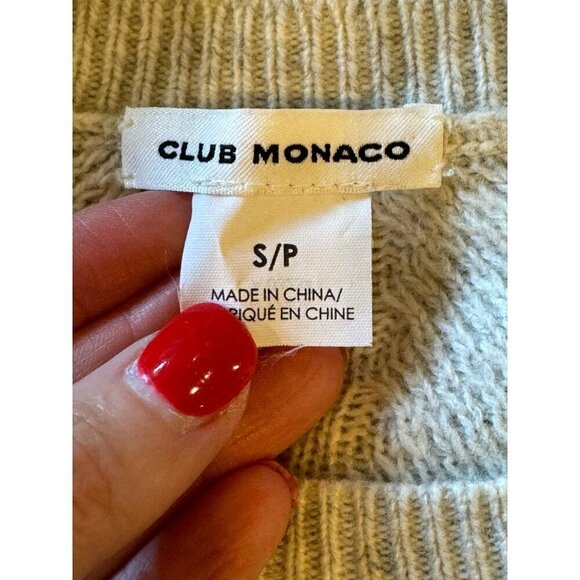 CLUB MONACO
S/P
MADE IN CHINA/
EN CHINE